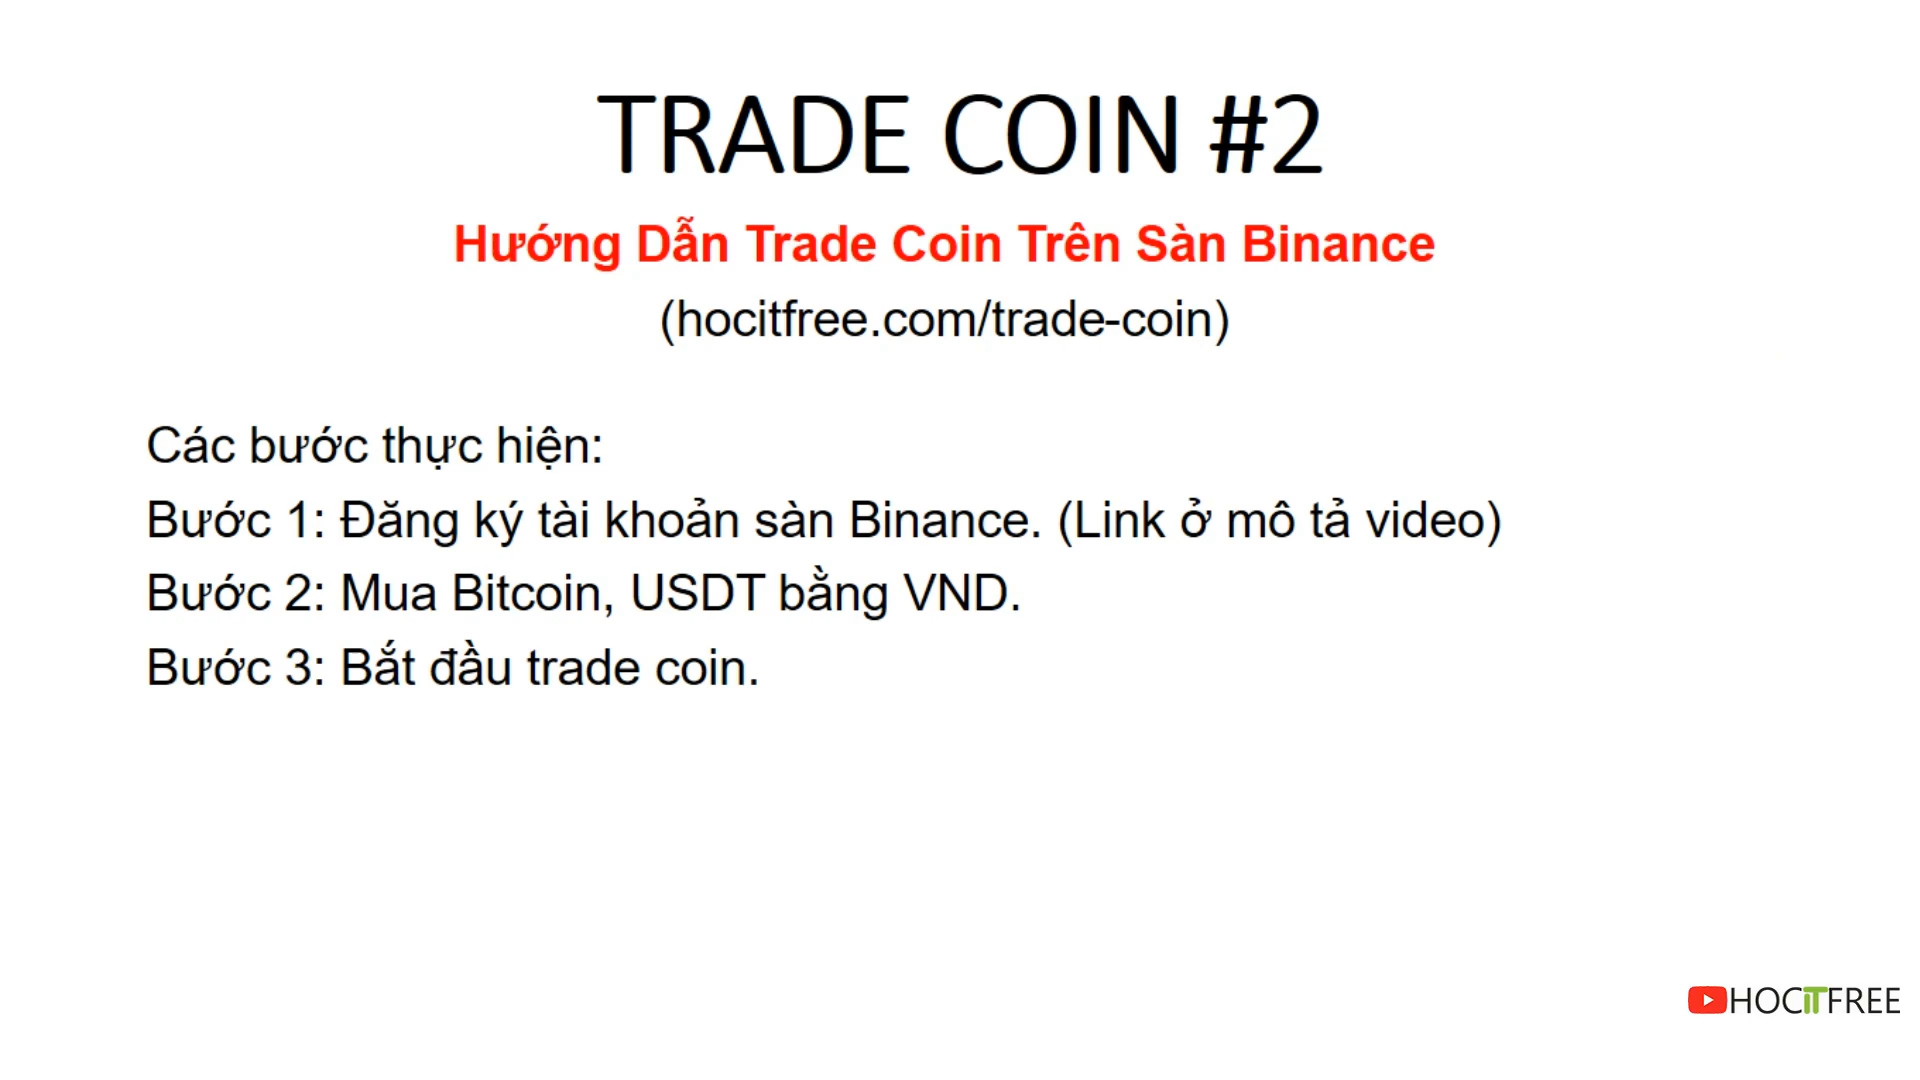 TRADE COIN #2
Hướng Dẫn Trade Coin Trên Sàn Binance
(hocitfree.com/trade-coin)
Các bước thực hiện:
Bước 1: Đăng ký tài khoản sàn Binance. (Link ở mô tả video)
Bước 2: Mua Bitcoin, USDT bằng VND.
Bước 3: Bắt đầu trade coin.
HOCITFREE